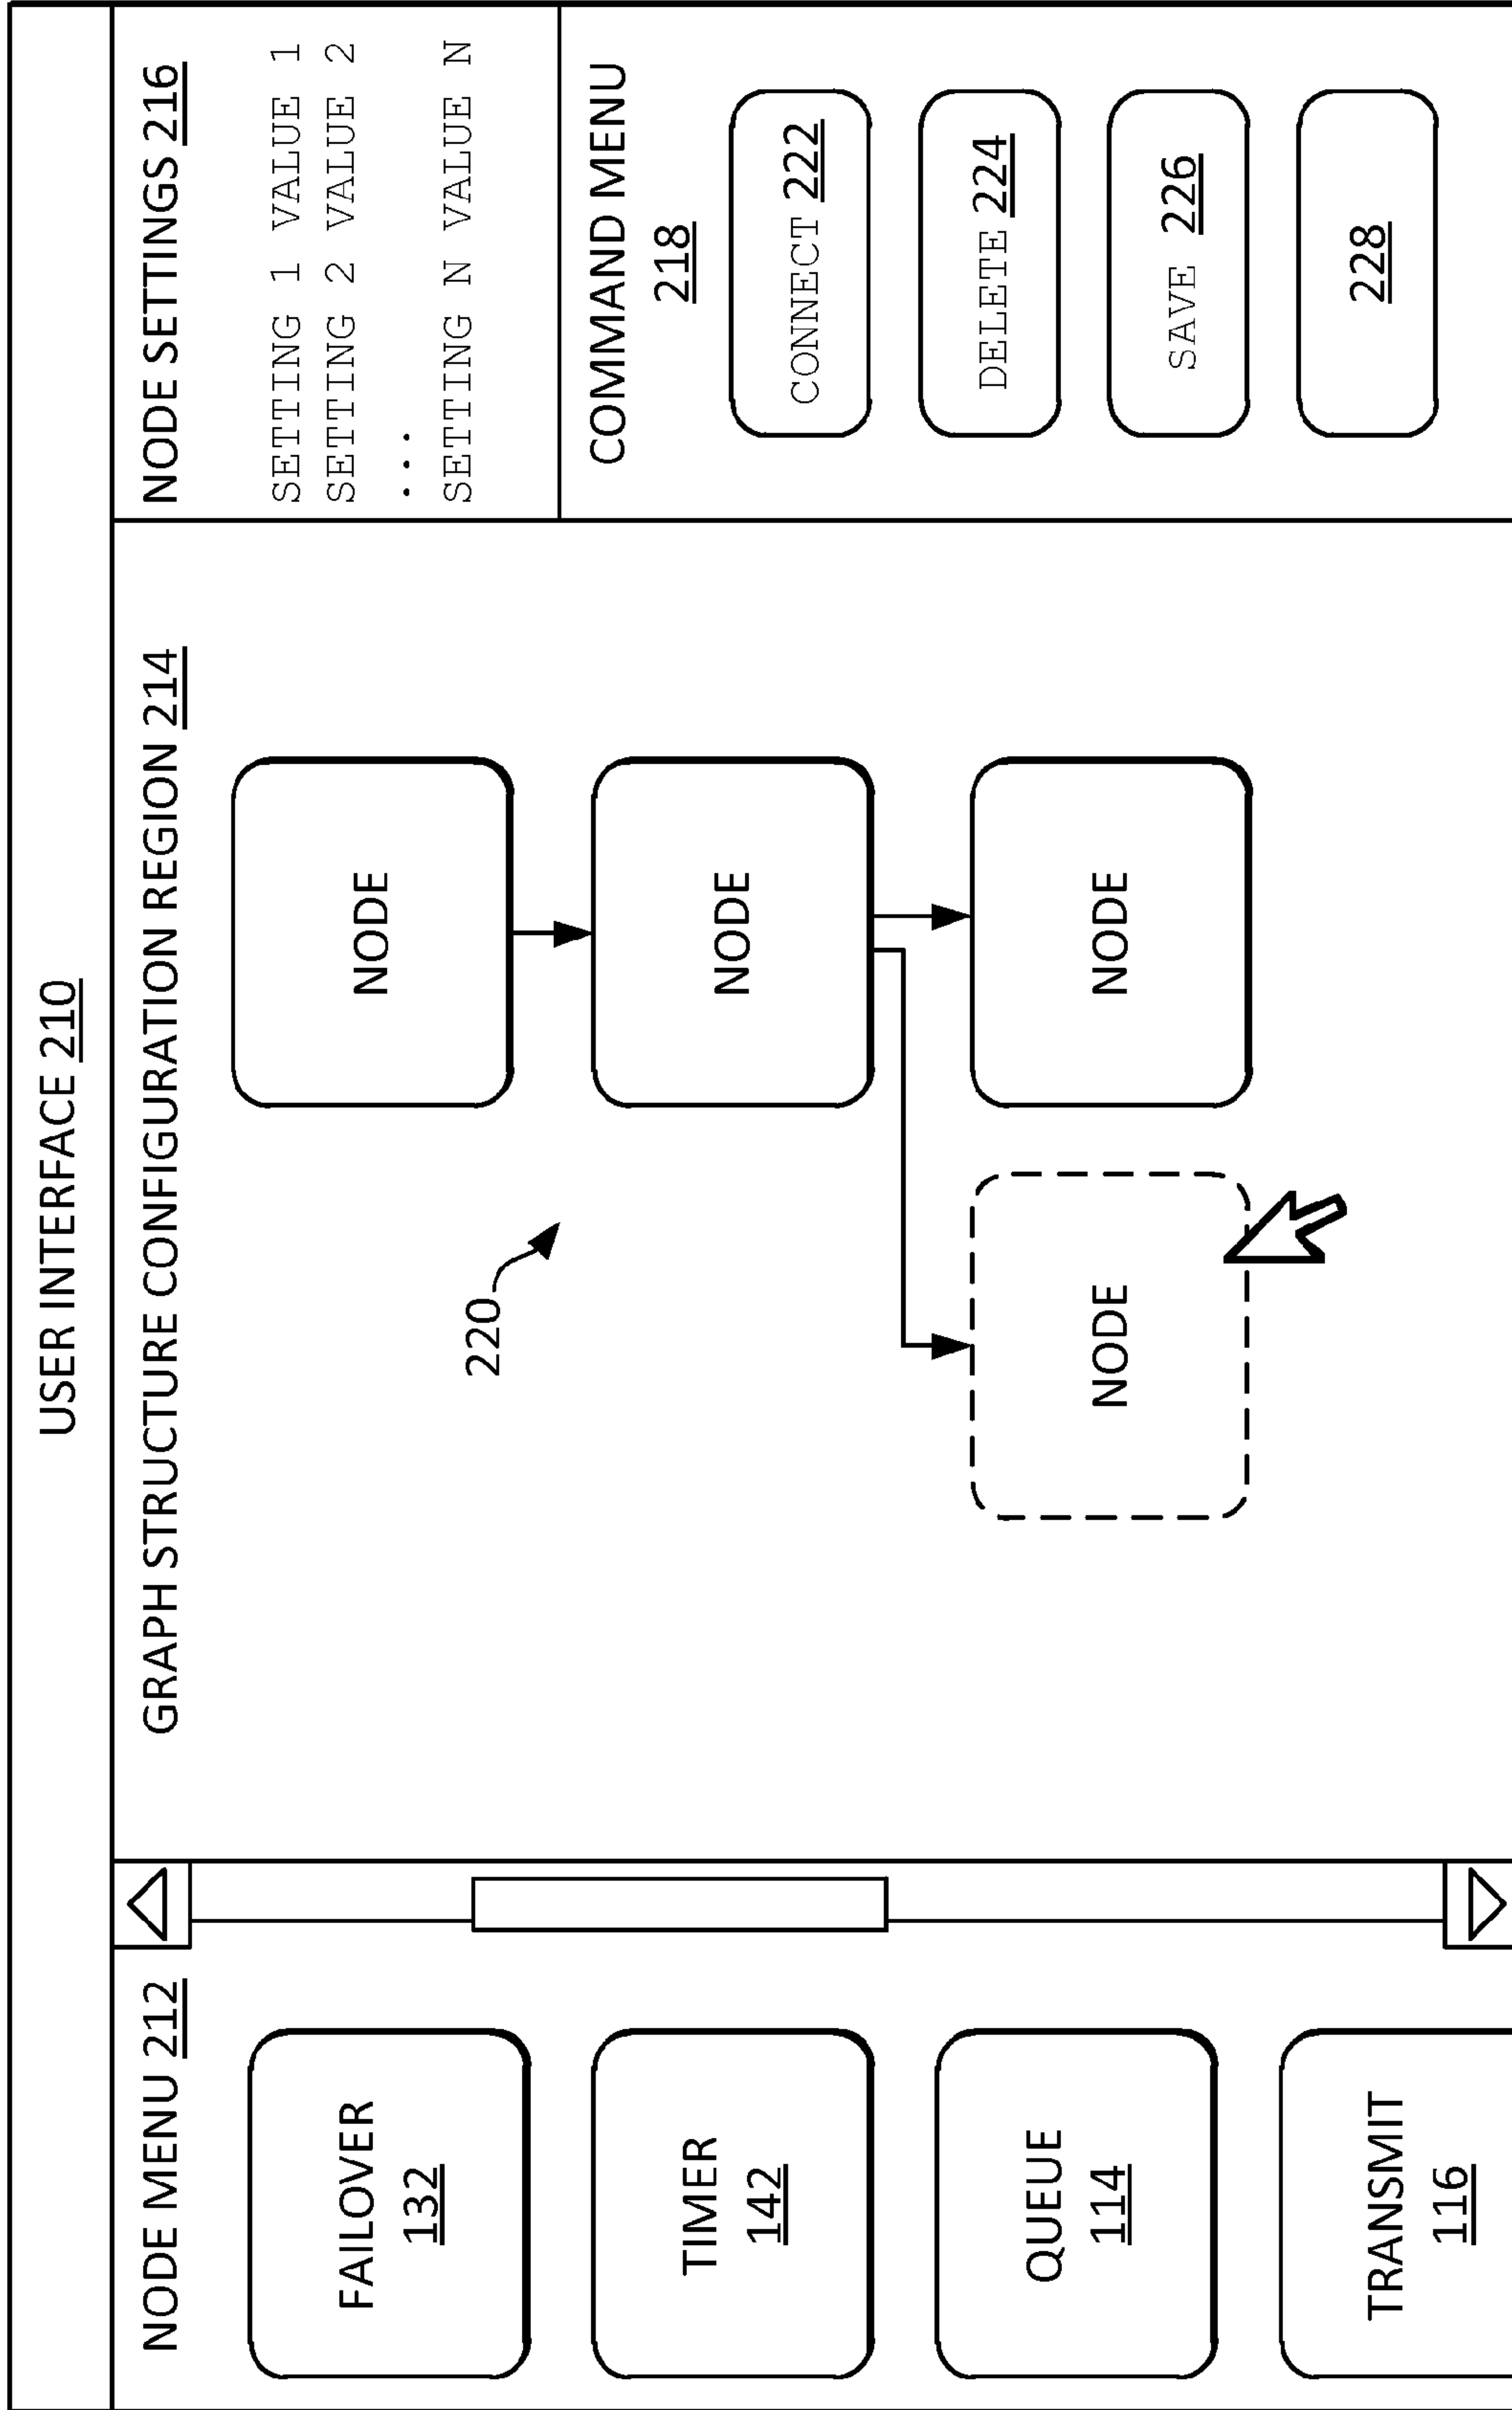 USER INTERFACE 210
NODE MENU 212
FAILOVER
132
TIMER
142
QUEUE
114
TRANSMIT
116
GRAPH STRUCTURE CONFIGURATION REGION 214
220
NODE
NODE
NODE
NODE
NODE SETTINGS 216
SETTING 1 VALUE 1
SETTING 2 VALUE 2
...
SETTING N VALUE N
COMMAND MENU
218
CONNECT 222
DELETE 224
SAVE 226
228